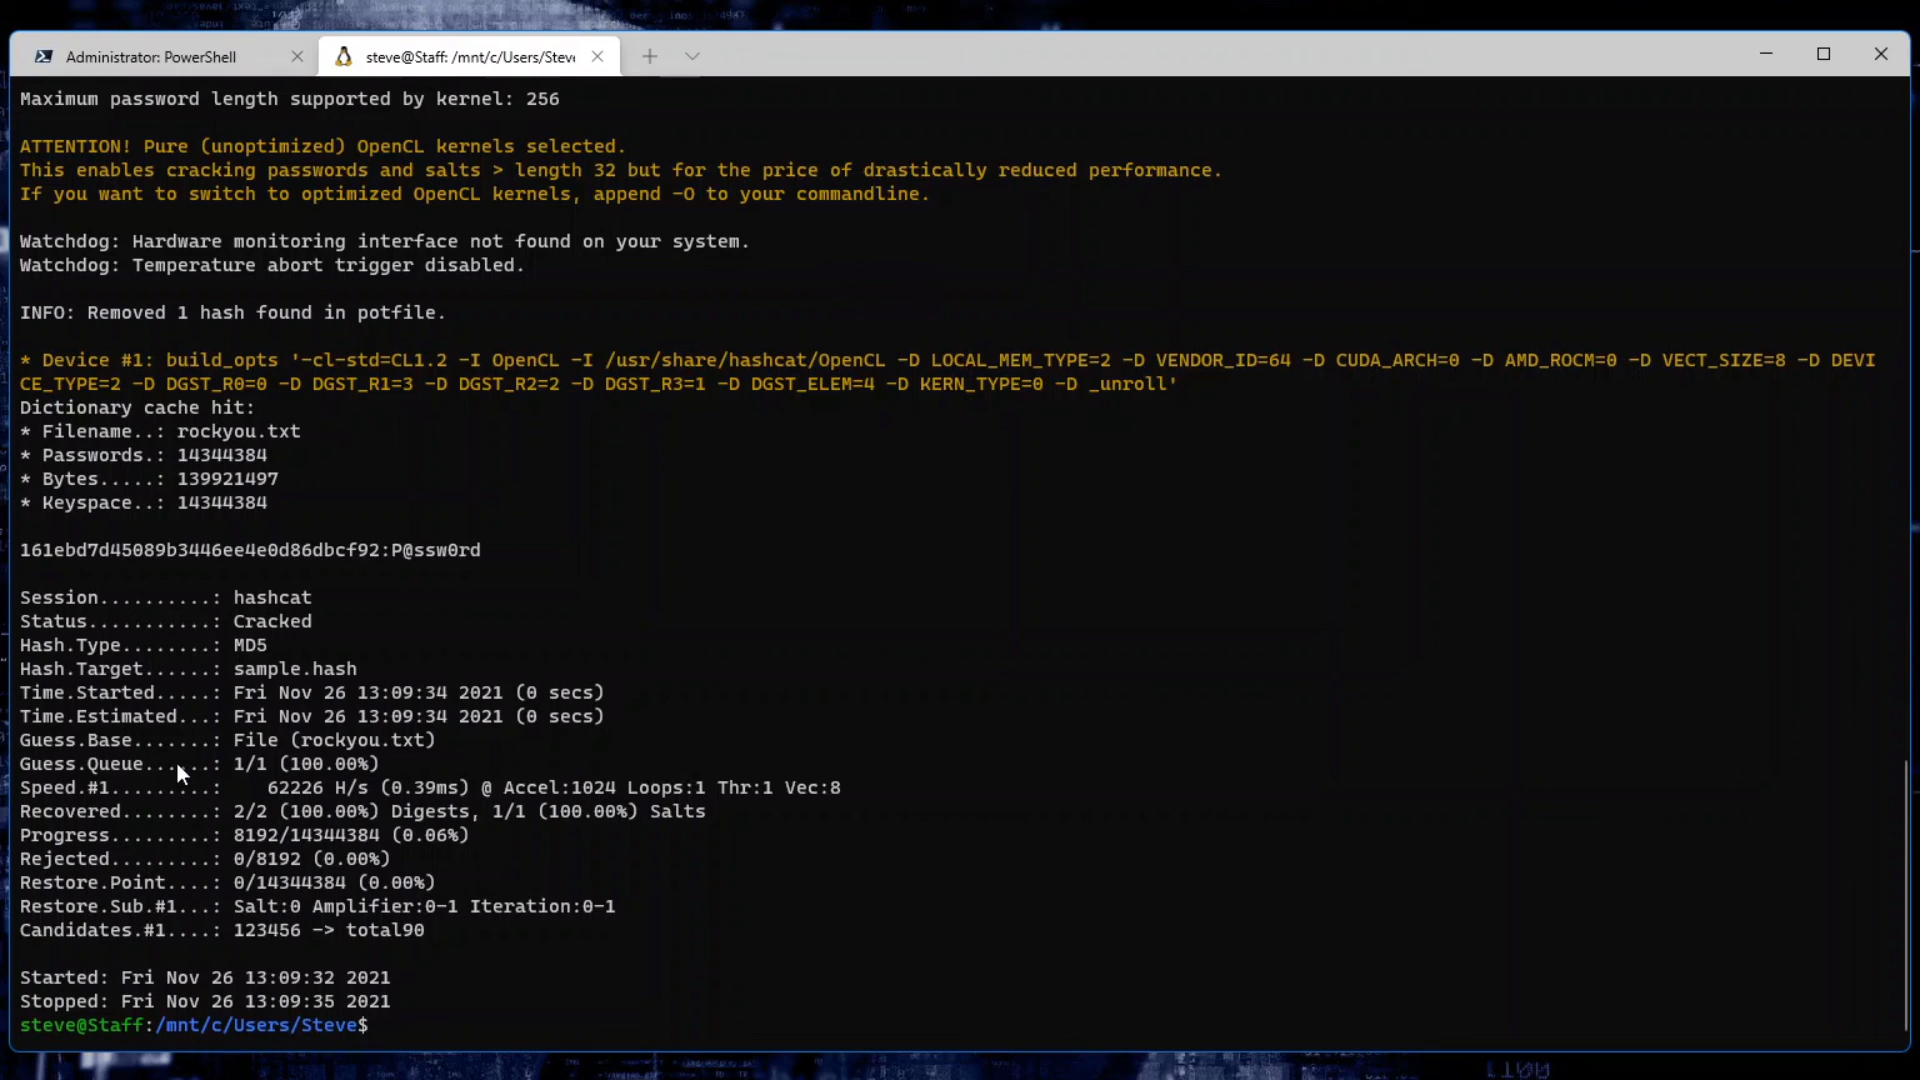 Administrator: PowerShell
steve@Staff: /mnt/c/Users/Steve
Maximum password length supported by kernel: 256
ATTENTION! Pure (unoptimized) OpenCL kernels selected.
This enables cracking passwords and salts > length 32 but for the price of drastically reduced performance.
If you want to switch to optimized OpenCL kernels, append -O to your commandline.
Watchdog: Hardware monitoring interface not found on your system.
Watchdog: Temperature abort trigger disabled.
INFO: Removed 1 hash found in potfile.
* Device #1: build_opts '-cl-std=CL1.2 -I OpenCL -I /usr/share/hashcat/OpenCL -D LOCAL_MEM_TYPE=2 -D VENDOR_ID=64 -D CUDA_ARCH=0 -D AMD_ROCM=0 -D VECT_SIZE=8 -D DEVI
CE_TYPE=2 -D DGST_R0=0 -D DGST_R1=3 -D DGST_R2=2 -D DGST_R3=1 -D DGST_ELEM=4 -D KERN_TYPE=0 -D _unroll'
Dictionary cache hit:
* Filename..: rockyou.txt
* Passwords.: 14344384
* Bytes.....: 139921497
* Keyspace..: 14344384
161ebd7d45089b3446ee4e0d86dbcf92:P@ssw0rd
Session..........: hashcat
Status...........: Cracked
Hash.Type........: MD5
Hash.Target......: sample.hash
Time.Started.....: Fri Nov 26 13:09:34 2021 (0 secs)
Time.Estimated...: Fri Nov 26 13:09:34 2021 (0 secs)
Guess.Base.......: File (rockyou.txt)
Guess.Queue......: 1/1 (100.00%)
Speed.#1.........:    62226 H/s (0.39ms) @ Accel:1024 Loops:1 Thr:1 Vec:8
Recovered........: 2/2 (100.00%) Digests, 1/1 (100.00%) Salts
Progress.........: 8192/14344384 (0.06%)
Rejected.........: 0/8192 (0.00%)
Restore.Point....: 0/14344384 (0.00%)
Restore.Sub.#1...: Salt:0 Amplifier:0-1 Iteration:0-1
Candidates.#1....: 123456 -> total90
Started: Fri Nov 26 13:09:32 2021
Stopped: Fri Nov 26 13:09:35 2021
steve@Staff:/mnt/c/Users/Steve$